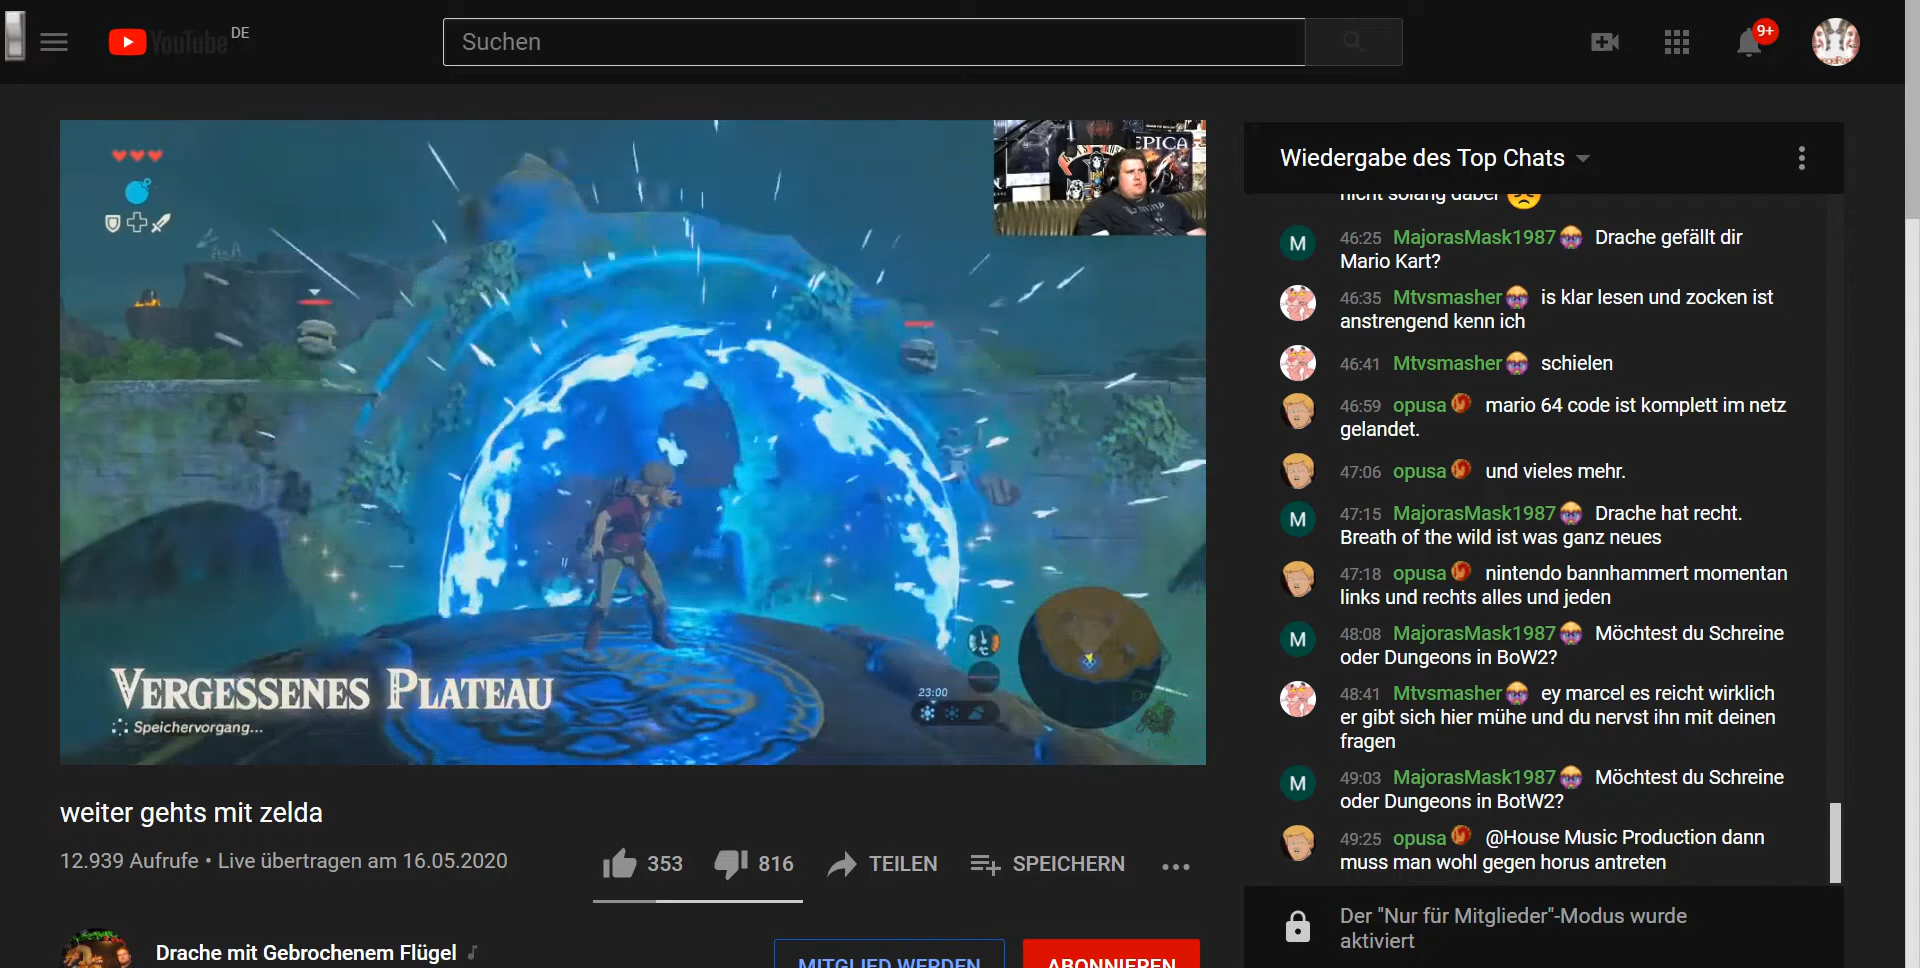 YouTube DE
Suchen
9+
EPICA
Wiedergabe des Top Chats
nicht solang dabei
46:25 MajorasMask1987 Drache gefällt dir
Mario Kart?
46:35 Mtvsmasher is klar lesen und zocken ist
anstrengend kenn ich
46:41 Mtvsmasher schielen
46:59 opusa mario 64 code ist komplett im netz
gelandet.
47:06 opusa und vieles mehr.
M
47:15 MajorasMask1987 Drache hat recht.
Breath of the wild ist was ganz neues
47:18 opusa nintendo bannhammert momentan
links und rechts alles und jeden
M
48:08 MajorasMask1987 Möchtest du Schreine
oder Dungeons in BoW2?
48:41 Mtvsmasher ey marcel es reicht wirklich
er gibt sich hier mühe und du nervst ihn mit deinen
fragen
M
49:03 MajorasMask1987 Möchtest du Schreine
oder Dungeons in BotW2?
49:25 opusa @House Music Production dann
muss man wohl gegen horus antreten
Der "Nur für Mitglieder"-Modus wurde
aktiviert
°C
23:00
VERGESSENES PLATEAU
Speichervorgang...
weiter gehts mit zelda
12.939 Aufrufe • Live übertragen am 16.05.2020
353 816 TEILEN SPEICHERN
Drache mit Gebrochenem Flügel
MITGLIED WERDEN ABONNIEREN